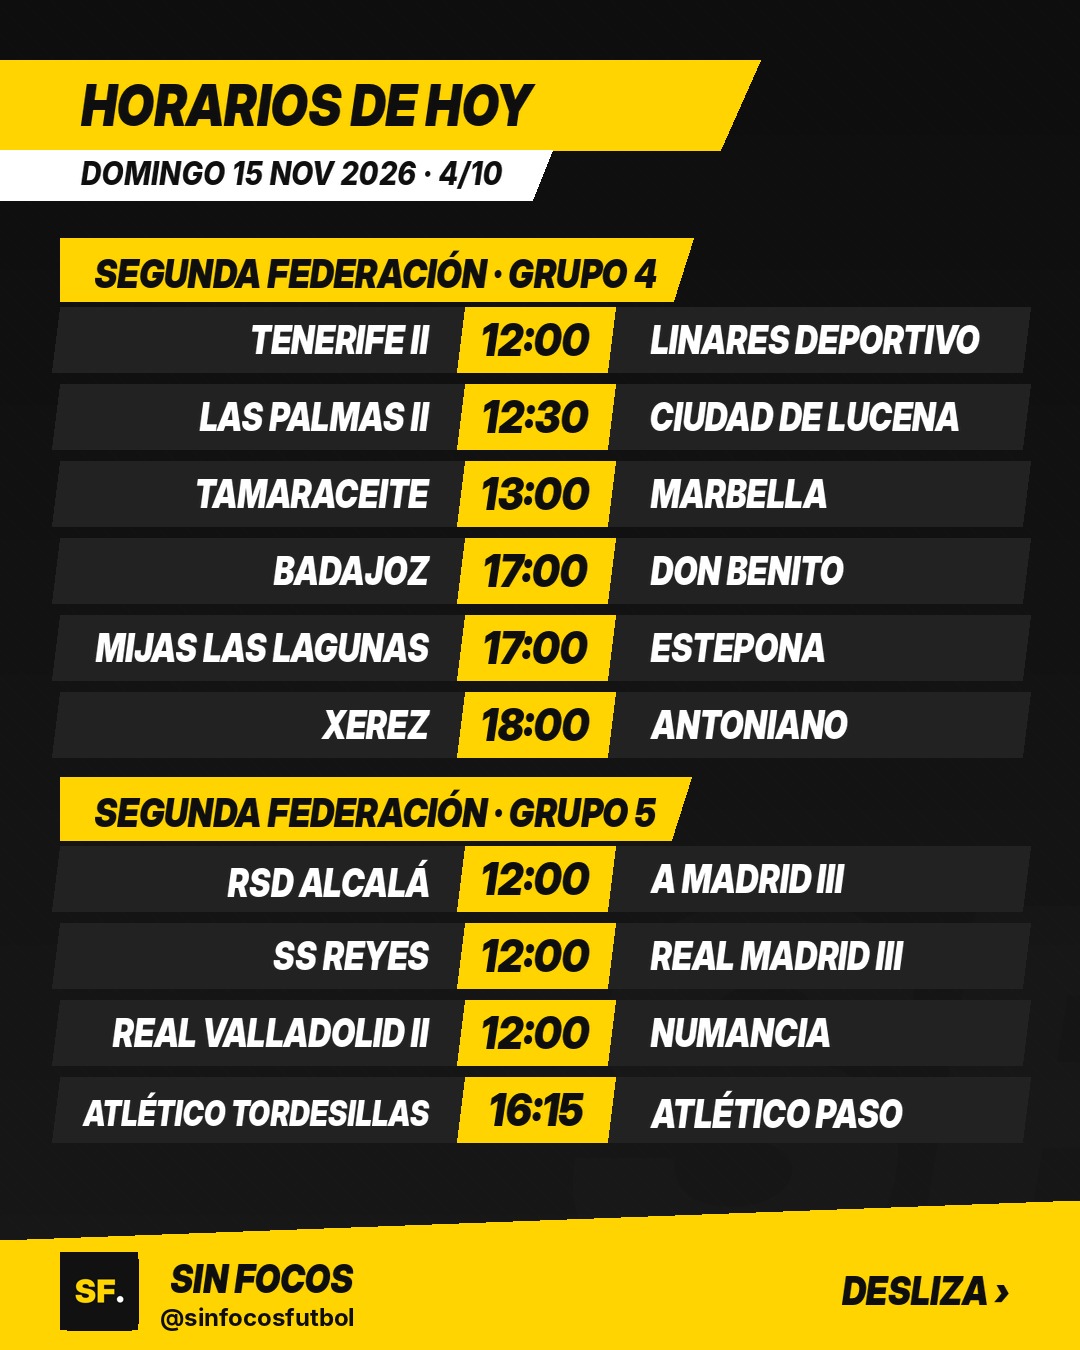 HORARIOS DE HOY
DOMINGO 15 NOV 2026 · 4/10
SEGUNDA FEDERACIÓN · GRUPO 4
TENERIFE II 12:00 LINARES DEPORTIVO
LAS PALMAS II 12:30 CIUDAD DE LUCENA
TAMARACEITE 13:00 MARBELLA
BADAJOZ 17:00 DON BENITO
MIJAS LAS LAGUNAS 17:00 ESTEPONA
XEREZ 18:00 ANTONIANO
SEGUNDA FEDERACIÓN · GRUPO 5
RSD ALCALÁ 12:00 A MADRID III
SS REYES 12:00 REAL MADRID III
REAL VALLADOLID II 12:00 NUMANCIA
ATLÉTICO TORDESILLAS 16:15 ATLÉTICO PASO
SF. SIN FOCOS
@sinfocosfutbol
DESLIZA ›